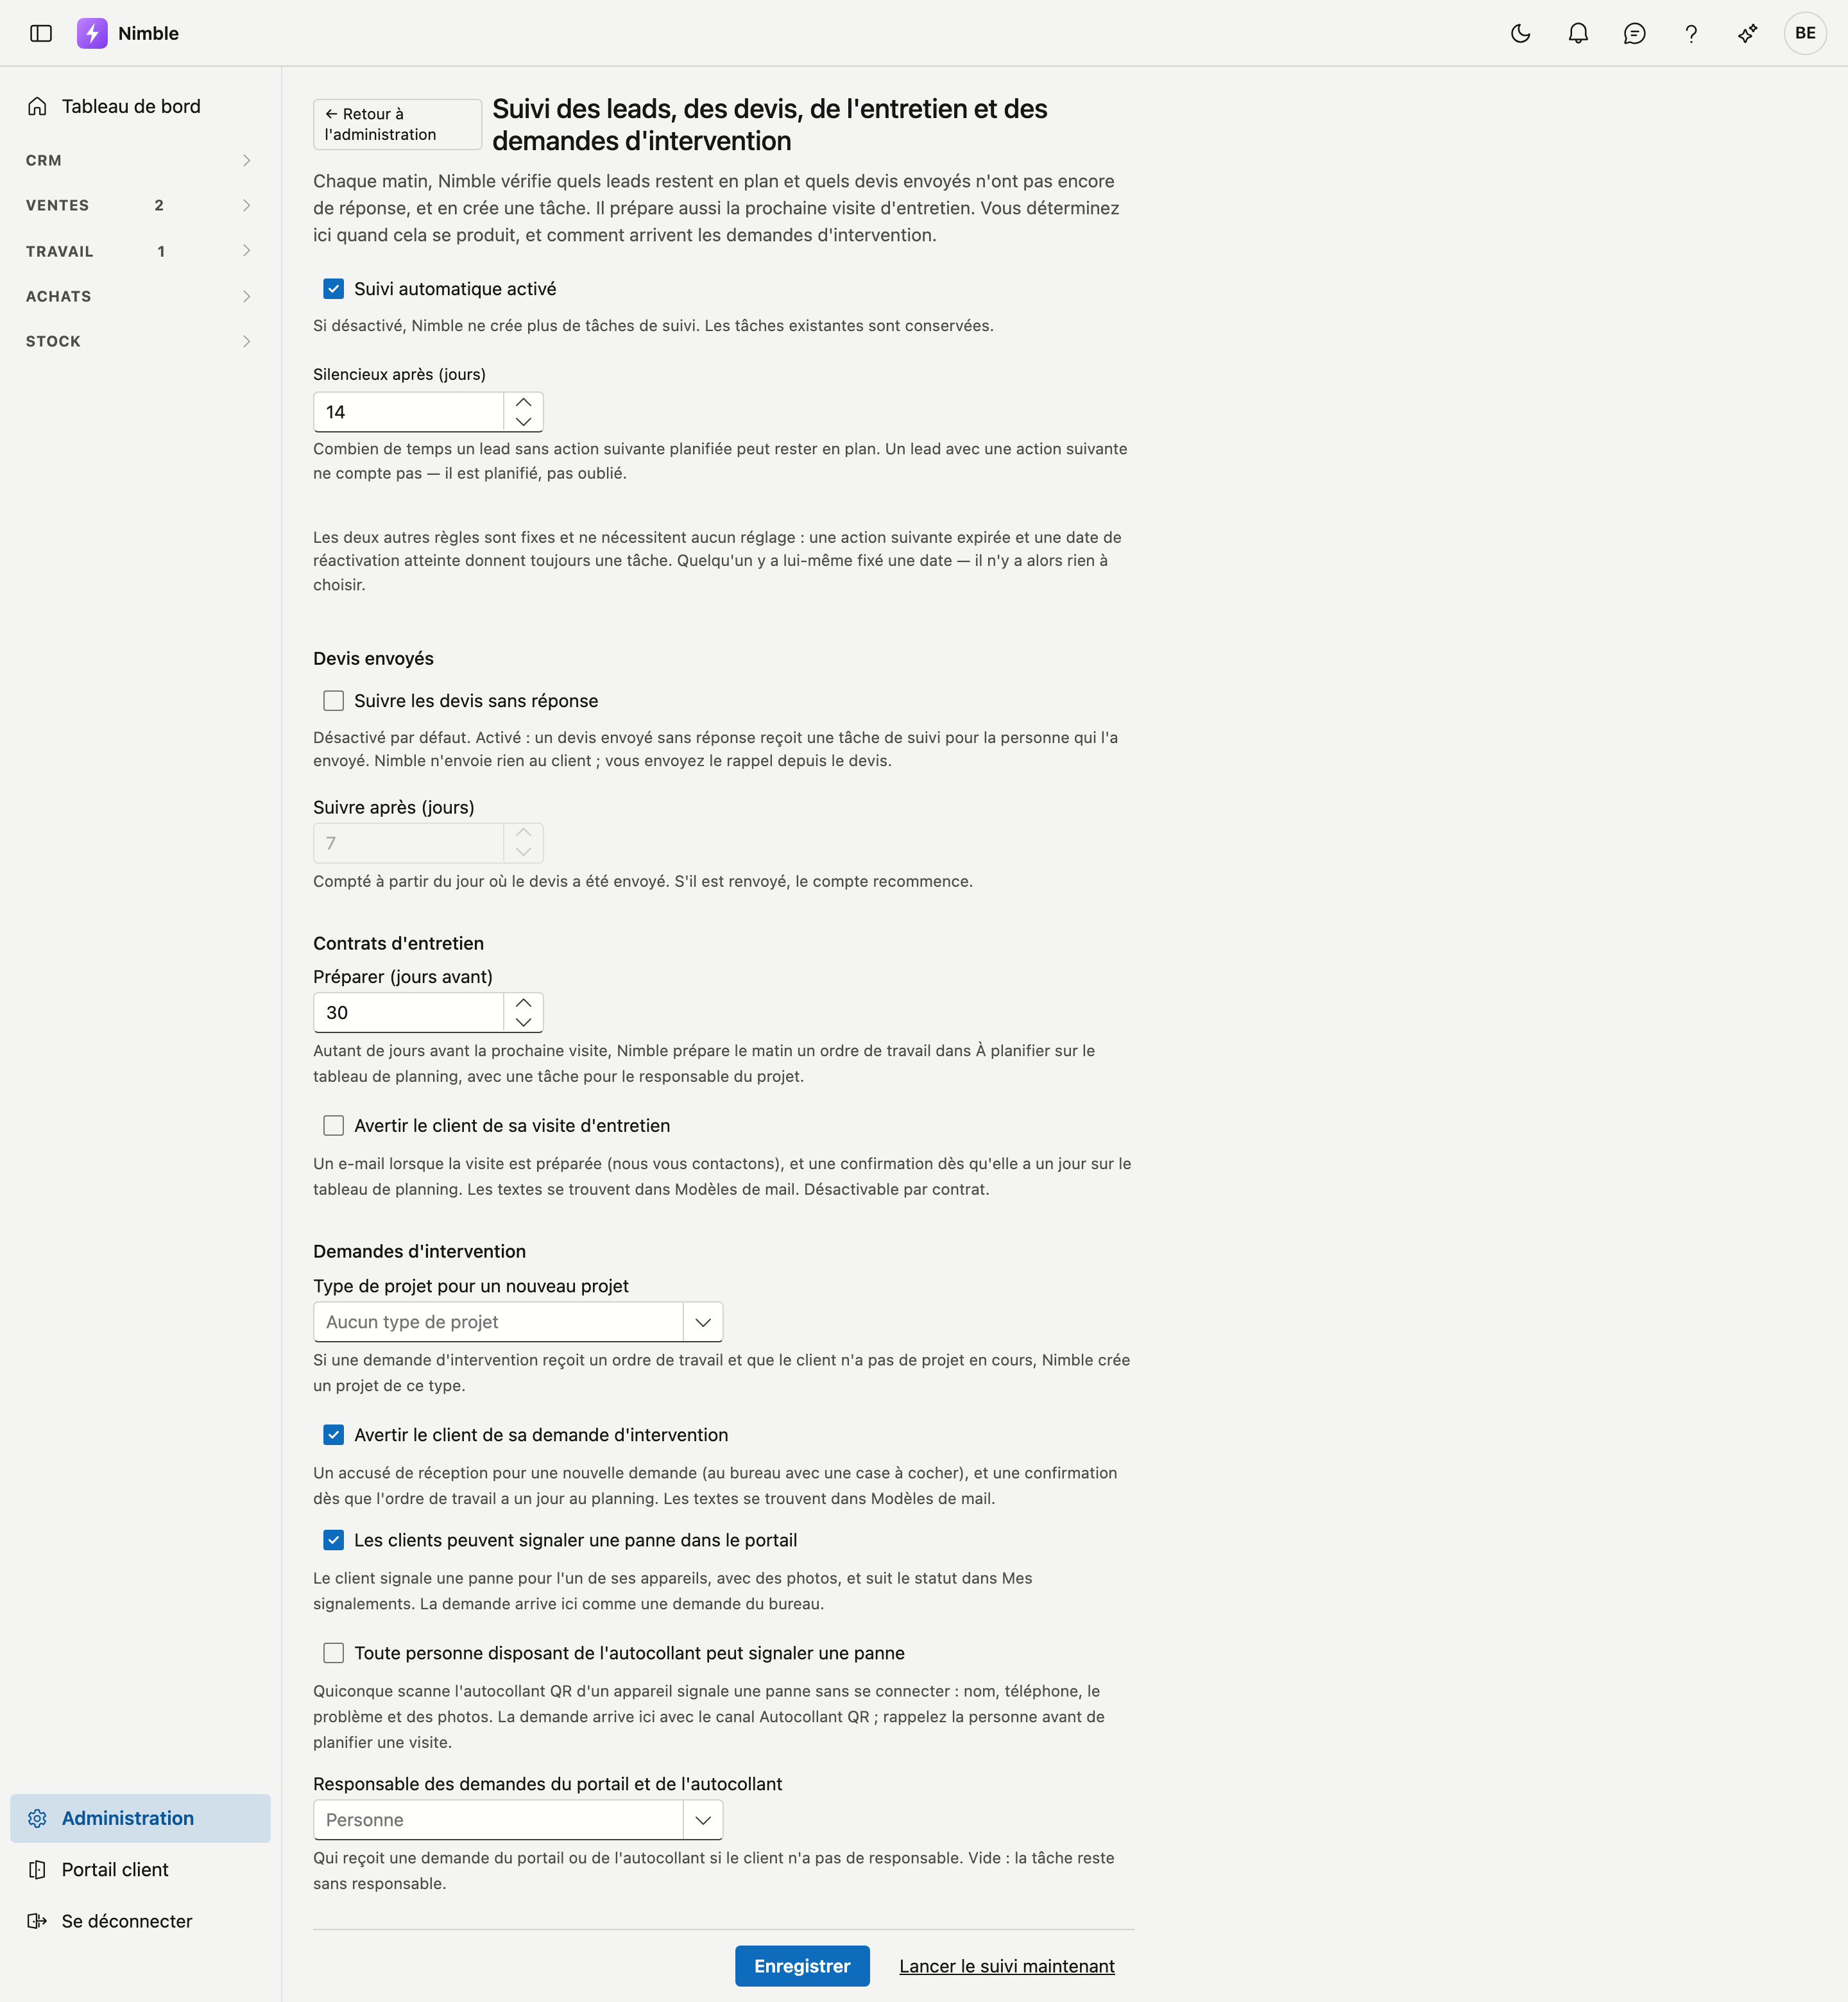 Nimble
BE
Tableau de bord
CRM
VENTES 2
TRAVAIL 1
ACHATS
STOCK
Administration
Portail client
Se déconnecter
← Retour à
l'administration
Suivi des leads, des devis, de l'entretien et des
demandes d'intervention
Chaque matin, Nimble vérifie quels leads restent en plan et quels devis envoyés n'ont pas encore
de réponse, et en crée une tâche. Il prépare aussi la prochaine visite d'entretien. Vous déterminez
ici quand cela se produit, et comment arrivent les demandes d'intervention.
Suivi automatique activé
Si désactivé, Nimble ne crée plus de tâches de suivi. Les tâches existantes sont conservées.
Silencieux après (jours)
14
Combien de temps un lead sans action suivante planifiée peut rester en plan. Un lead avec une action suivante
ne compte pas — il est planifié, pas oublié.
Les deux autres règles sont fixes et ne nécessitent aucun réglage : une action suivante expirée et une date de
réactivation atteinte donnent toujours une tâche. Quelqu'un y a lui-même fixé une date — il n'y a alors rien à
choisir.
Devis envoyés
Suivre les devis sans réponse
Désactivé par défaut. Activé : un devis envoyé sans réponse reçoit une tâche de suivi pour la personne qui l'a
envoyé. Nimble n'envoie rien au client ; vous envoyez le rappel depuis le devis.
Suivre après (jours)
7
Compté à partir du jour où le devis a été envoyé. S'il est renvoyé, le compte recommence.
Contrats d'entretien
Préparer (jours avant)
30
Autant de jours avant la prochaine visite, Nimble prépare le matin un ordre de travail dans À planifier sur le
tableau de planning, avec une tâche pour le responsable du projet.
Avertir le client de sa visite d'entretien
Un e-mail lorsque la visite est préparée (nous vous contactons), et une confirmation dès qu'elle a un jour sur le
tableau de planning. Les textes se trouvent dans Modèles de mail. Désactivable par contrat.
Demandes d'intervention
Type de projet pour un nouveau projet
Aucun type de projet
Si une demande d'intervention reçoit un ordre de travail et que le client n'a pas de projet en cours, Nimble crée
un projet de ce type.
Avertir le client de sa demande d'intervention
Un accusé de réception pour une nouvelle demande (au bureau avec une case à cocher), et une confirmation
dès que l'ordre de travail a un jour au planning. Les textes se trouvent dans Modèles de mail.
Les clients peuvent signaler une panne dans le portail
Le client signale une panne pour l'un de ses appareils, avec des photos, et suit le statut dans Mes
signalements. La demande arrive ici comme une demande du bureau.
Toute personne disposant de l'autocollant peut signaler une panne
Quiconque scanne l'autocollant QR d'un appareil signale une panne sans se connecter : nom, téléphone, le
problème et des photos. La demande arrive ici avec le canal Autocollant QR ; rappelez la personne avant de
planifier une visite.
Responsable des demandes du portail et de l'autocollant
Personne
Qui reçoit une demande du portail ou de l'autocollant si le client n'a pas de responsable. Vide : la tâche reste
sans responsable.
Enregistrer
Lancer le suivi maintenant